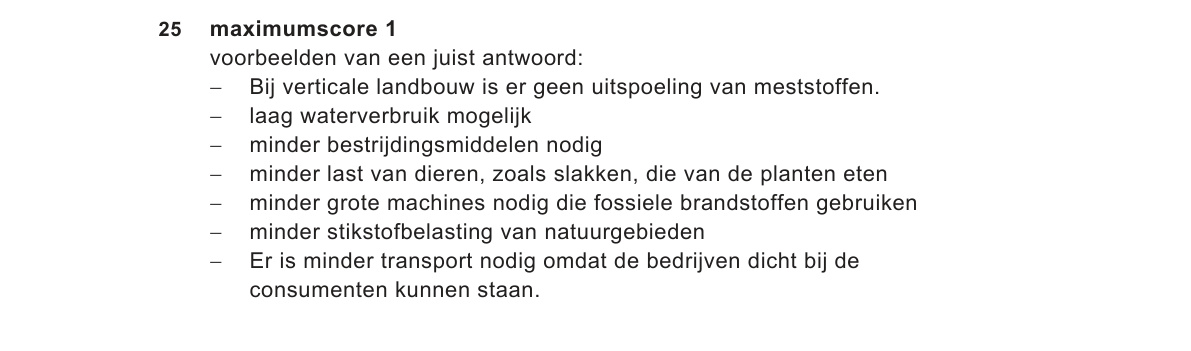 25 maximumscore 1
voorbeelden van een juist antwoord:
– Bij verticale landbouw is er geen uitspoeling van meststoffen.
– laag waterverbruik mogelijk
– minder bestrijdingsmiddelen nodig
– minder last van dieren, zoals slakken, die van de planten eten
– minder grote machines nodig die fossiele brandstoffen gebruiken
– minder stikstofbelasting van natuurgebieden
– Er is minder transport nodig omdat de bedrijven dicht bij de
consumenten kunnen staan.